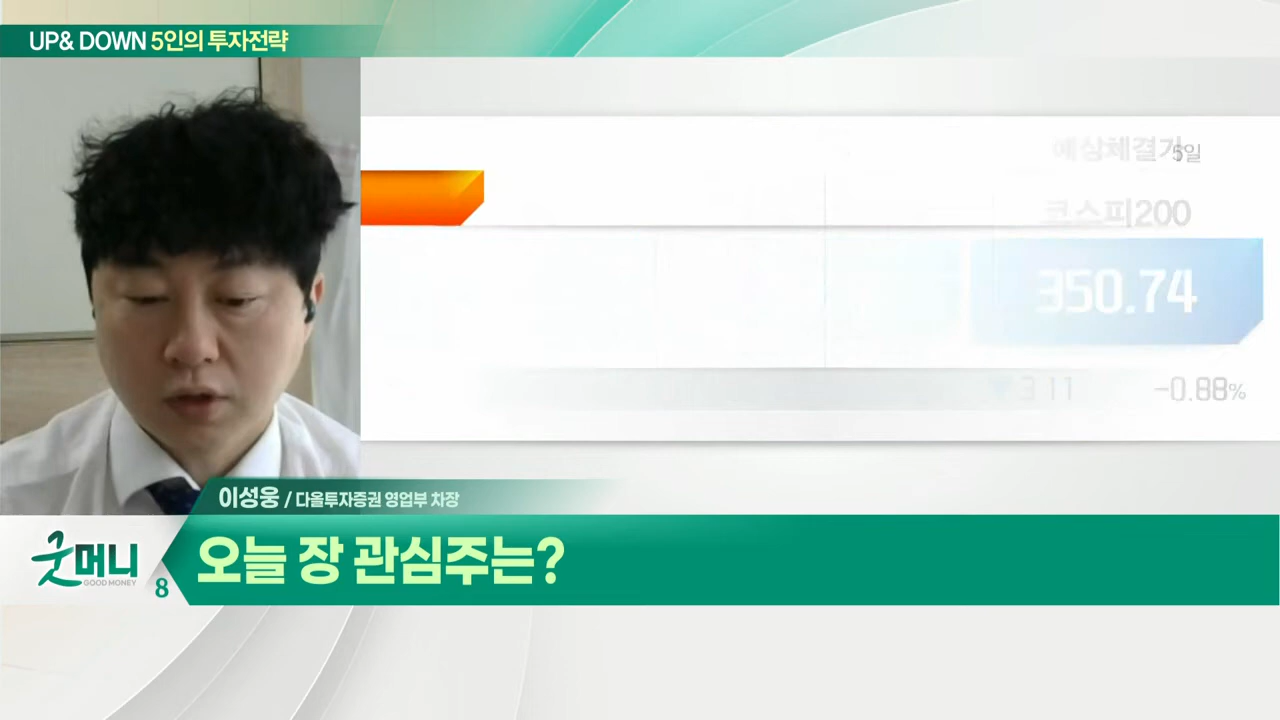 UP& DOWN 5인의 투자전략
예상체결가
5일
코스피200
350.74
▼3.11 -0.88%
이성웅 / 다올투자증권 영업부 차장
굿머니
GOOD MONEY
8
오늘 장 관심주는?